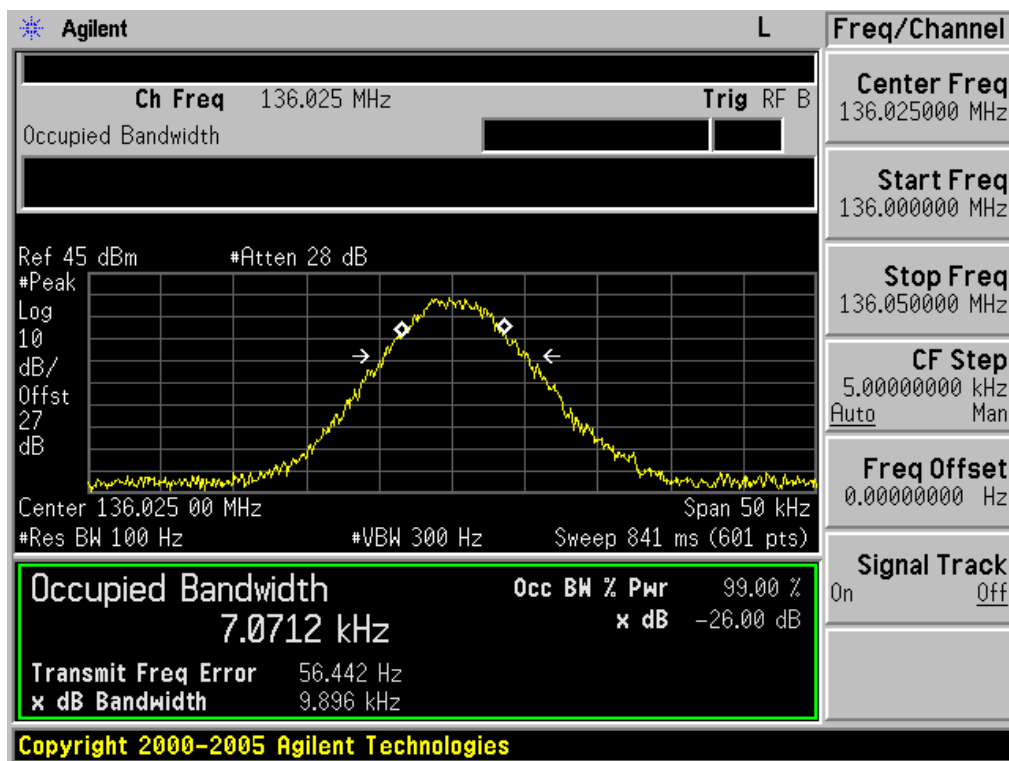 Agilent
L
Freq/Channel
Ch Freq 136.025 MHz
Trig RF B
Occupied Bandwidth
Center Freq
136.025000 MHz
Start Freq
136.000000 MHz
Stop Freq
136.050000 MHz
CF Step
5.00000000 kHz
Auto Man
Freq Offset
0.00000000 Hz
Signal Track
On Off
Ref 45 dBm #Atten 28 dB
#Peak
Log
10
dB/
Offst
27
dB
Center 136.025 00 MHz Span 50 kHz
#Res BW 100 Hz #VBW 300 Hz Sweep 841 ms (601 pts)
Occupied Bandwidth
7.0712 kHz
Occ BW % Pwr 99.00 %
x dB -26.00 dB
Transmit Freq Error 56.442 Hz
x dB Bandwidth 9.896 kHz
Copyright 2000-2005 Agilent Technologies